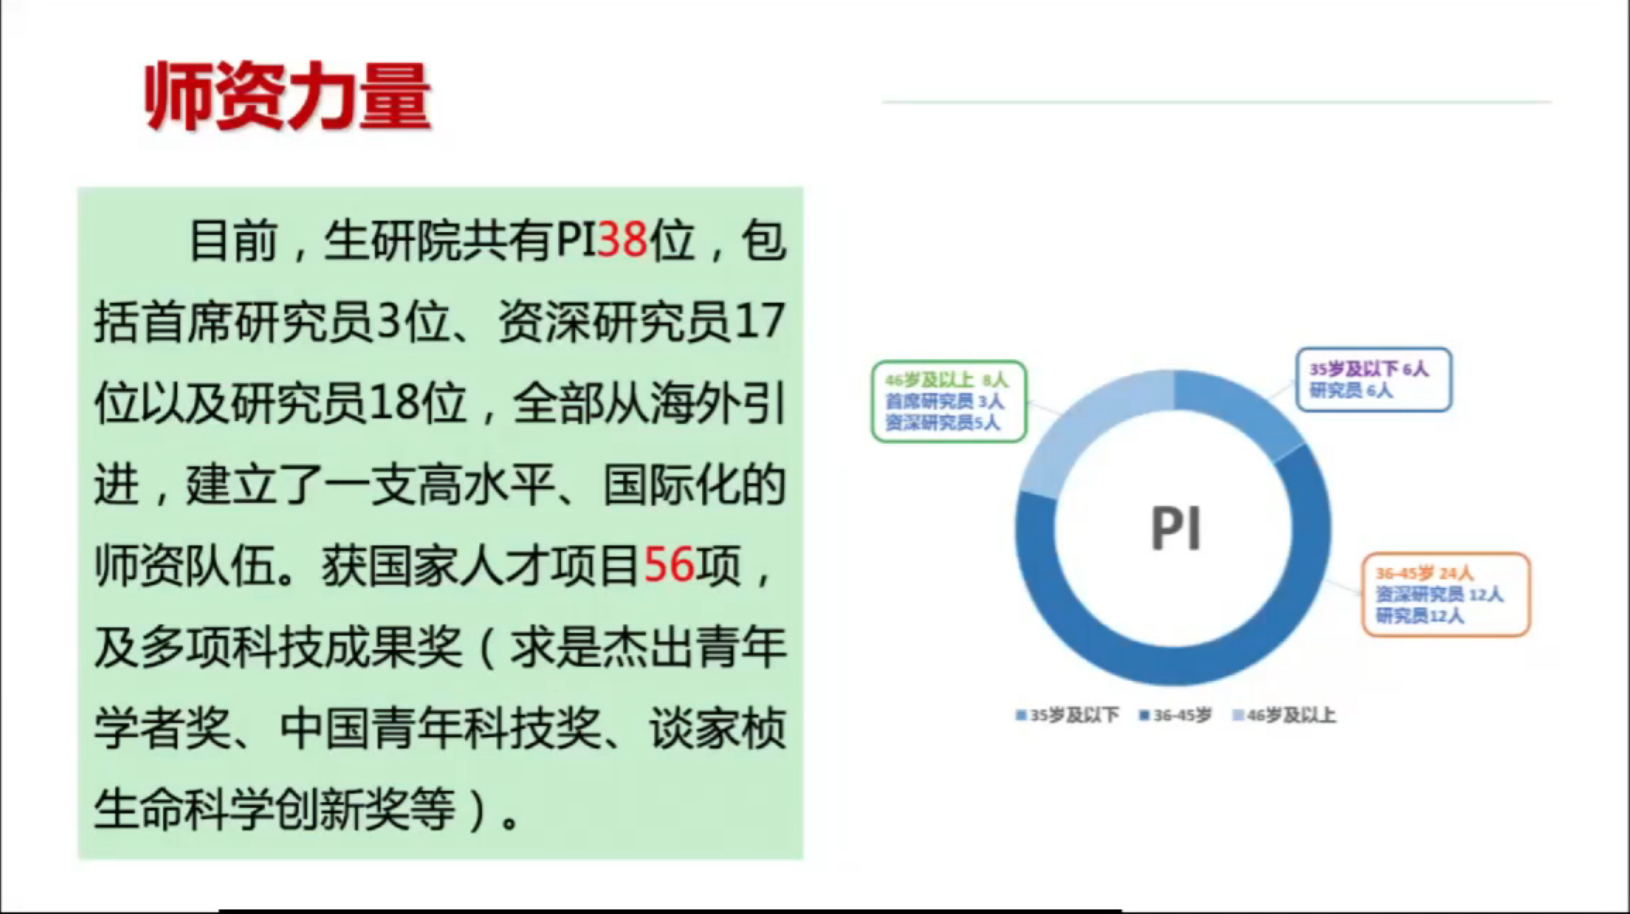 师资力量
目前，生研院共有PI38位，包
括首席研究员3位、资深研究员17
位以及研究员18位，全部从海外引
进，建立了一支高水平、国际化的
师资队伍。获国家人才项目56项，
及多项科技成果奖（求是杰出青年
学者奖、中国青年科技奖、谈家桢
生命科学创新奖等）。
46岁及以上 8人
首席研究员 3人
资深研究员5人
35岁及以下 6人
研究员 6人
PI
36-45岁 24人
资深研究员 12人
研究员12人
35岁及以下 36-45岁 46岁及以上